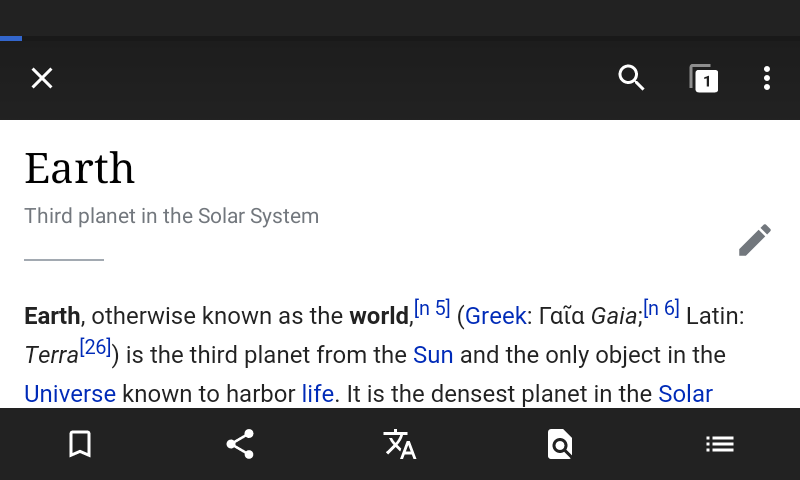 1
Earth
Third planet in the Solar System
Earth, otherwise known as the world,[n 5] (Greek: Γαῖα Gaia;[n 6] Latin:
Terra[26]) is the third planet from the Sun and the only object in the
Universe known to harbor life. It is the densest planet in the Solar
文A